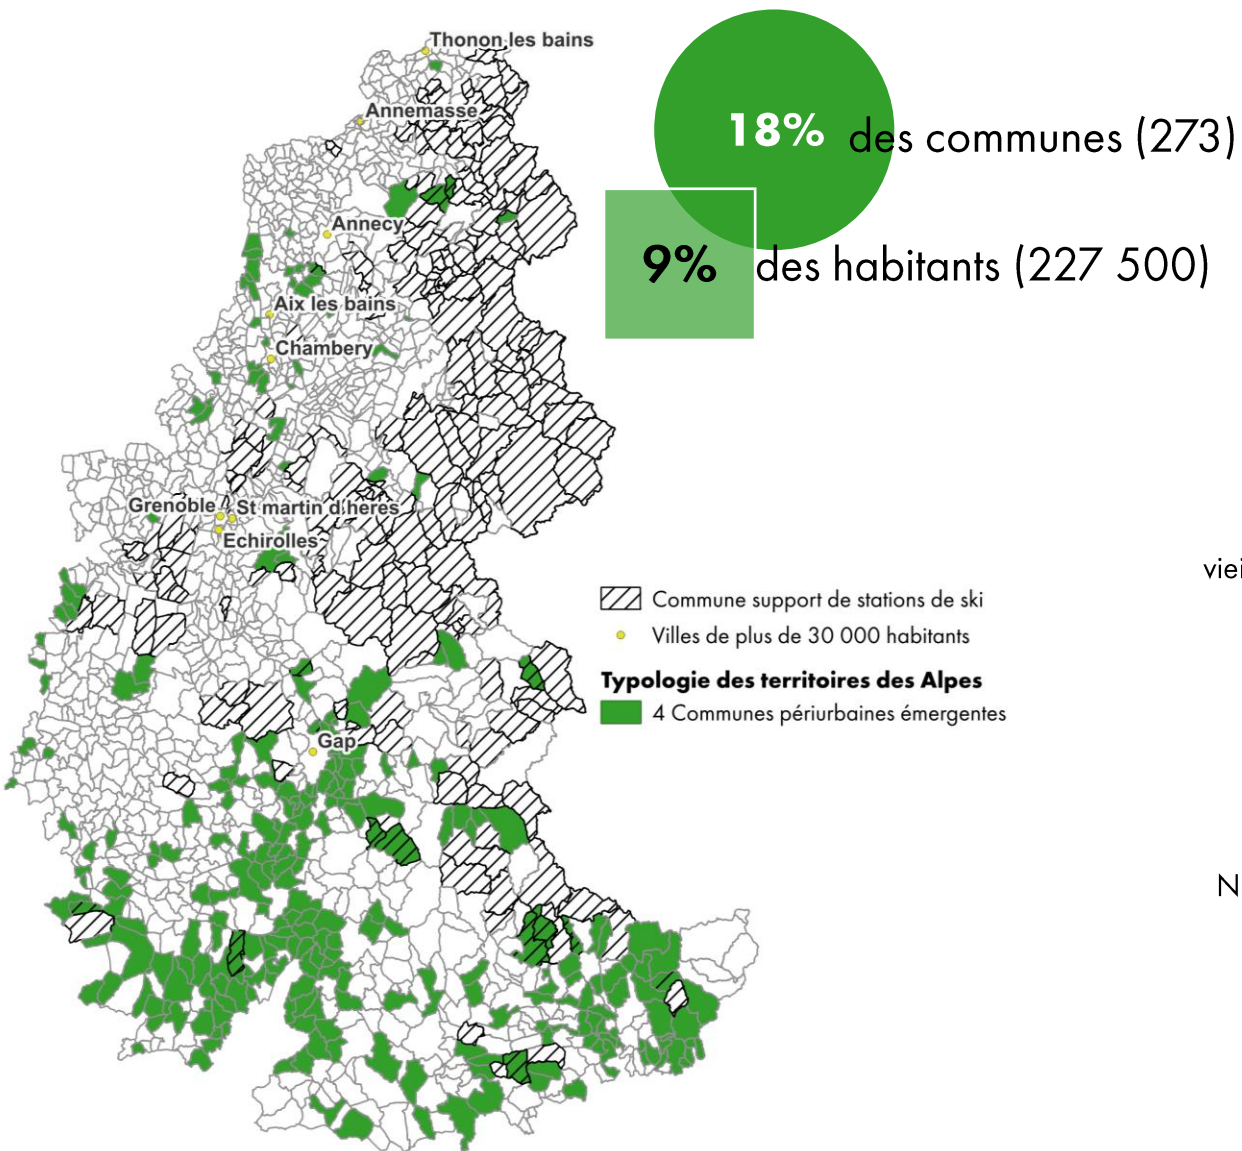 Thonon les bains
Annemasse
18% des communes (273)
Annecy
9% des habitants (227 500)
Aix les bains
Chambery
Grenoble
St martin d'heres
Echirolles
viei
Commune support de stations de ski
Villes de plus de 30 000 habitants
Typologie des territoires des Alpes
4 Communes périurbaines émergentes
Gap
N